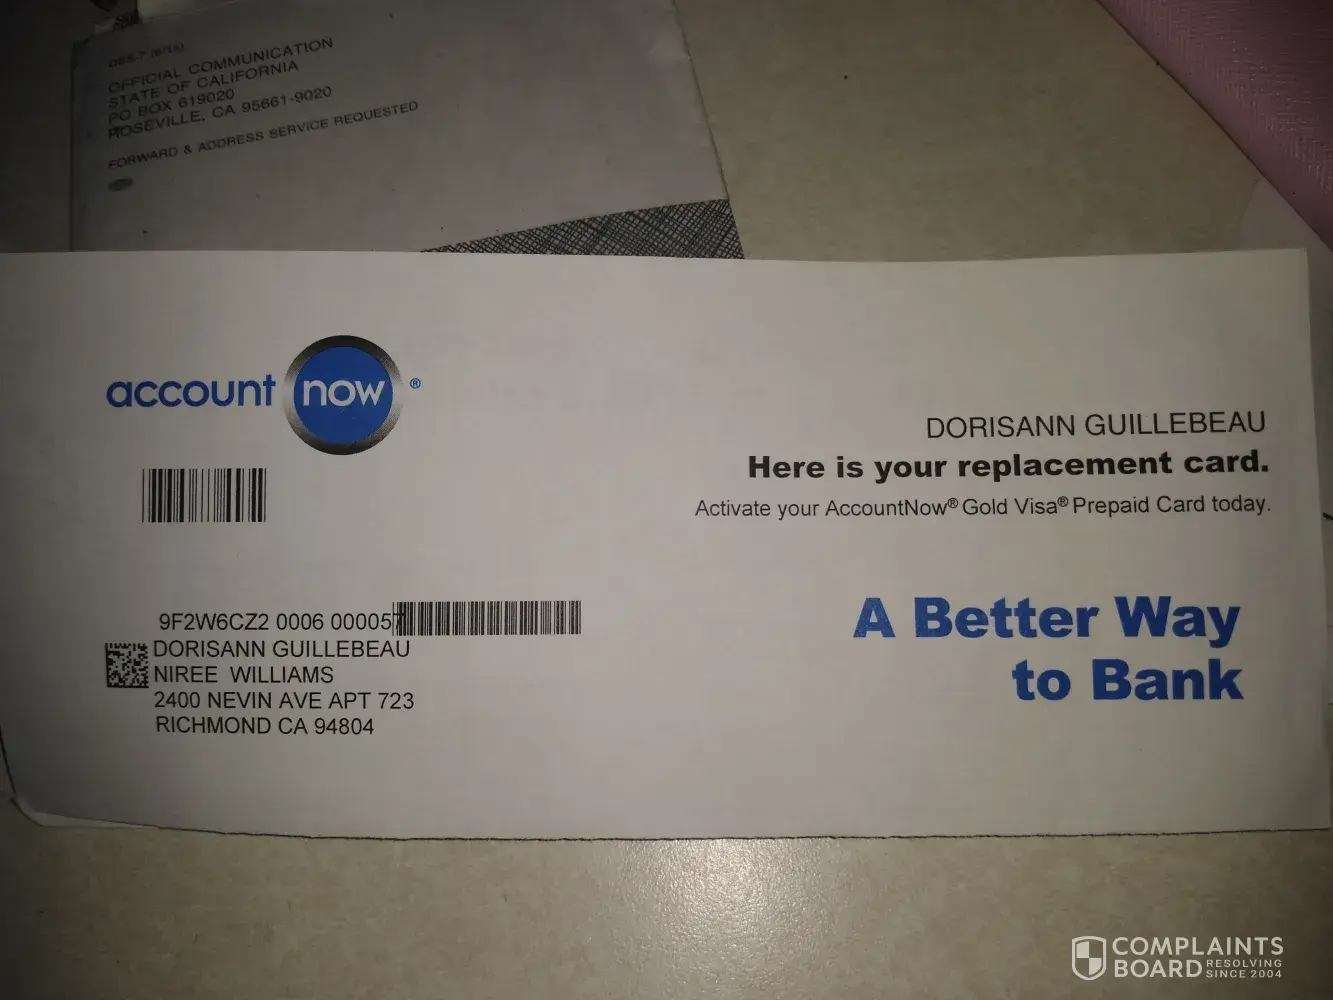 OFFICIAL COMMUNICATION
STATE OF CALIFORNIA
PO BOX 619020
ROSEVILLE, CA 95661-9020
FORWARD & ADDRESS SERVICE REQUESTED
account now®
DORISANN GUILLEBEAU
Here is your replacement card.
Activate your AccountNow® Gold Visa® Prepaid Card today.
9F2W6CZ2 0006 000057
DORISANN GUILLEBEAU
NIREE WILLIAMS
2400 NEVIN AVE APT 723
RICHMOND CA 94804
A Better Way
to Bank
COMPLAINTS
BOARD RESOLVING
SINCE 2004